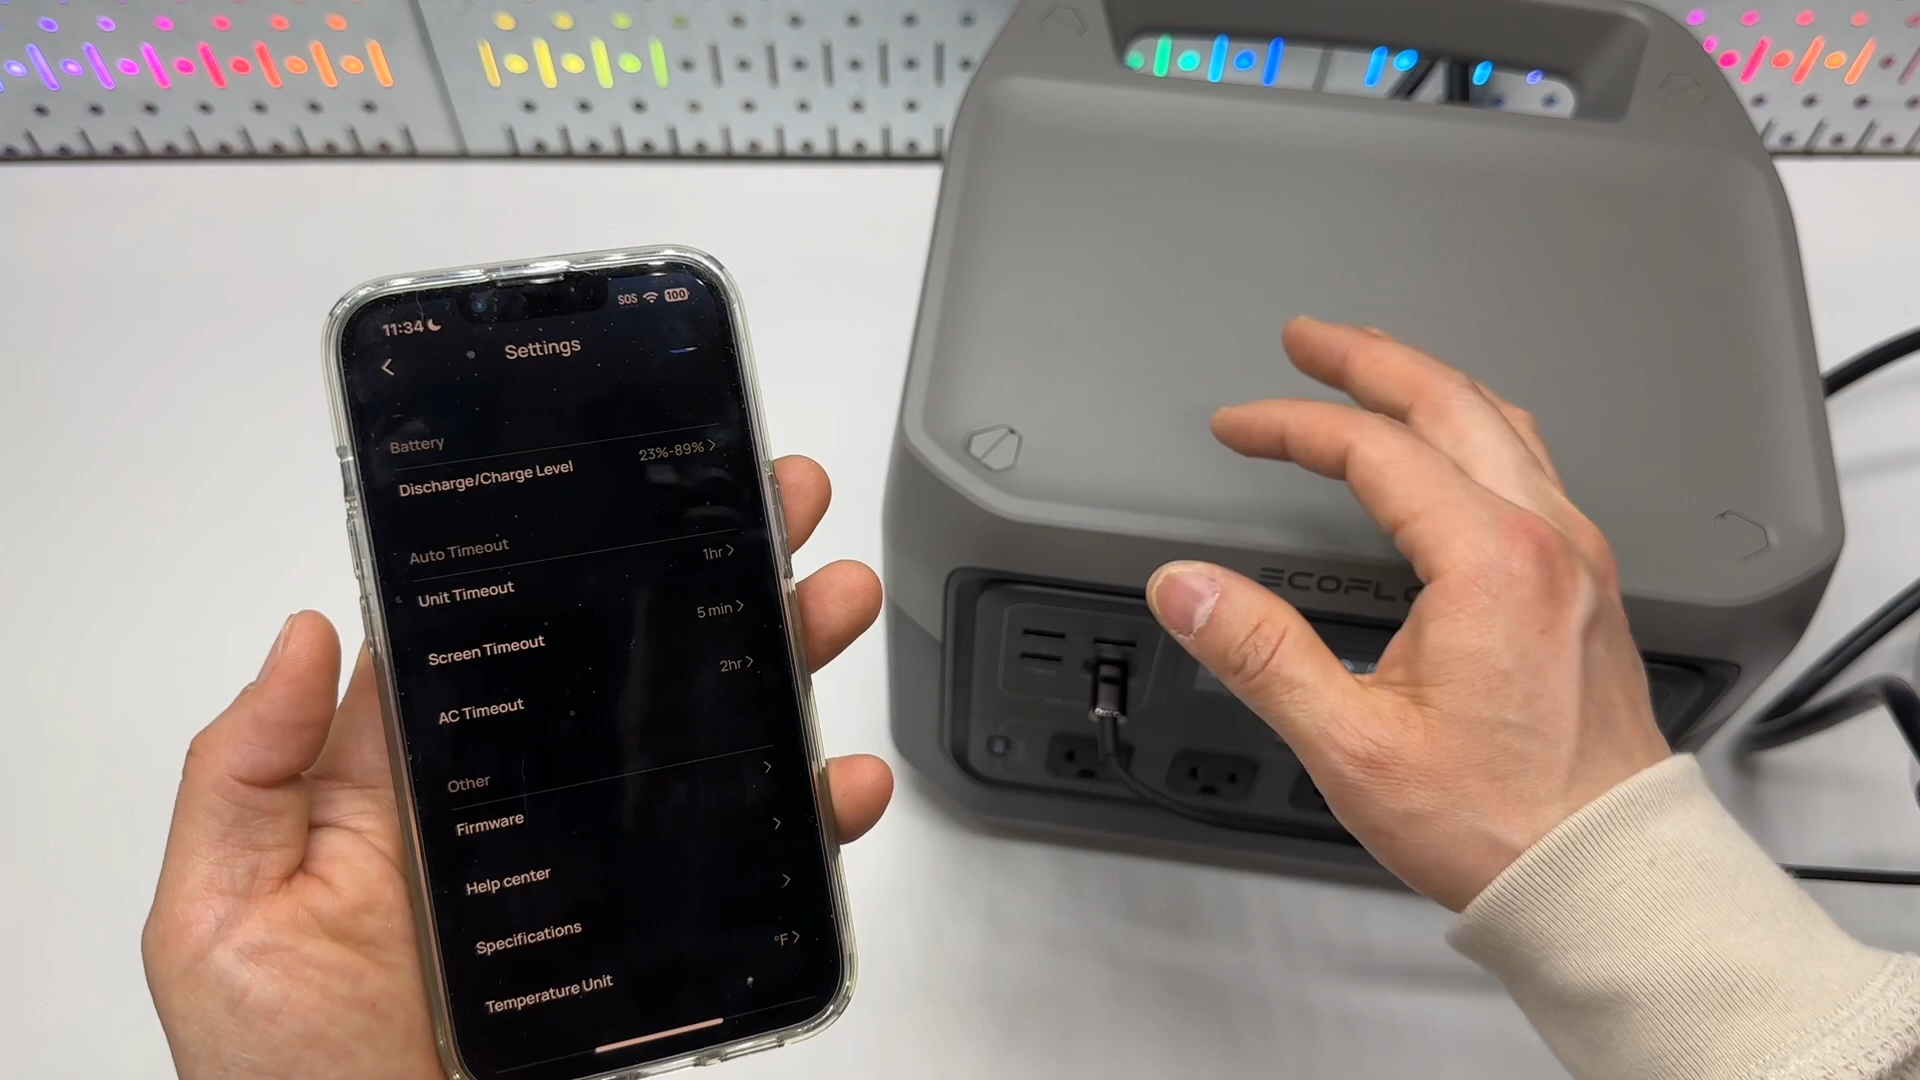 11:34
SOS
100
Settings
Battery
Discharge/Charge Level 23%-89%
Auto Timeout
Unit Timeout 1hr
Screen Timeout 5 min
AC Timeout 2hr
Other
Firmware
Help center
Specifications
Temperature Unit °F
ECOFL